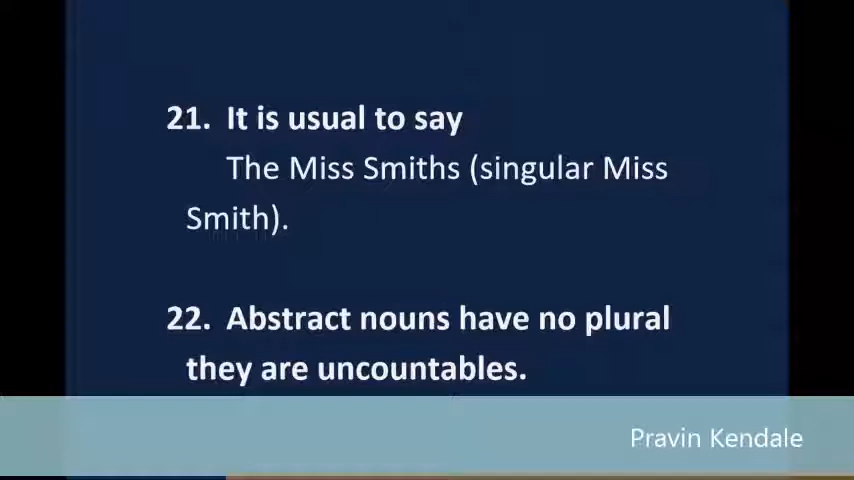 21. It is usual to say
The Miss Smiths (singular Miss
Smith).
22. Abstract nouns have no plural
they are uncountables.
Pravin Kendale